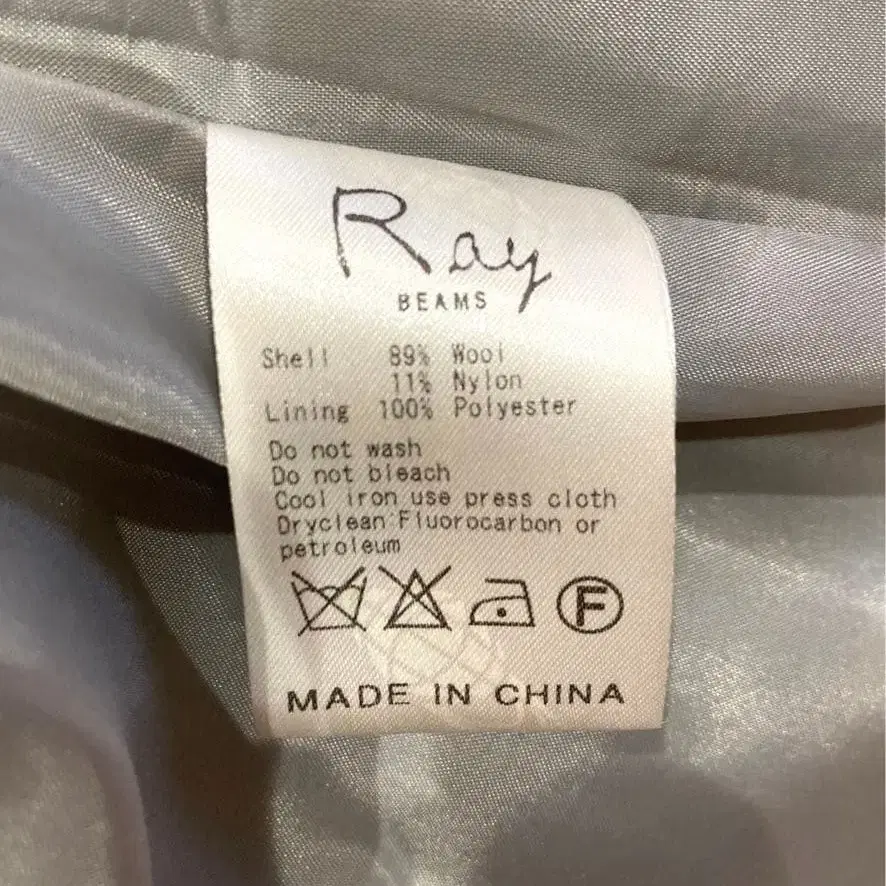 Ray
BEAMS
Shell 89% Wool
11% Nylon
Lining 100% Polyester
Do not wash
Do not bleach
Cool iron use press cloth
Dryclean:Fluorocarbon or
petroleum
F
MADE IN CHINA